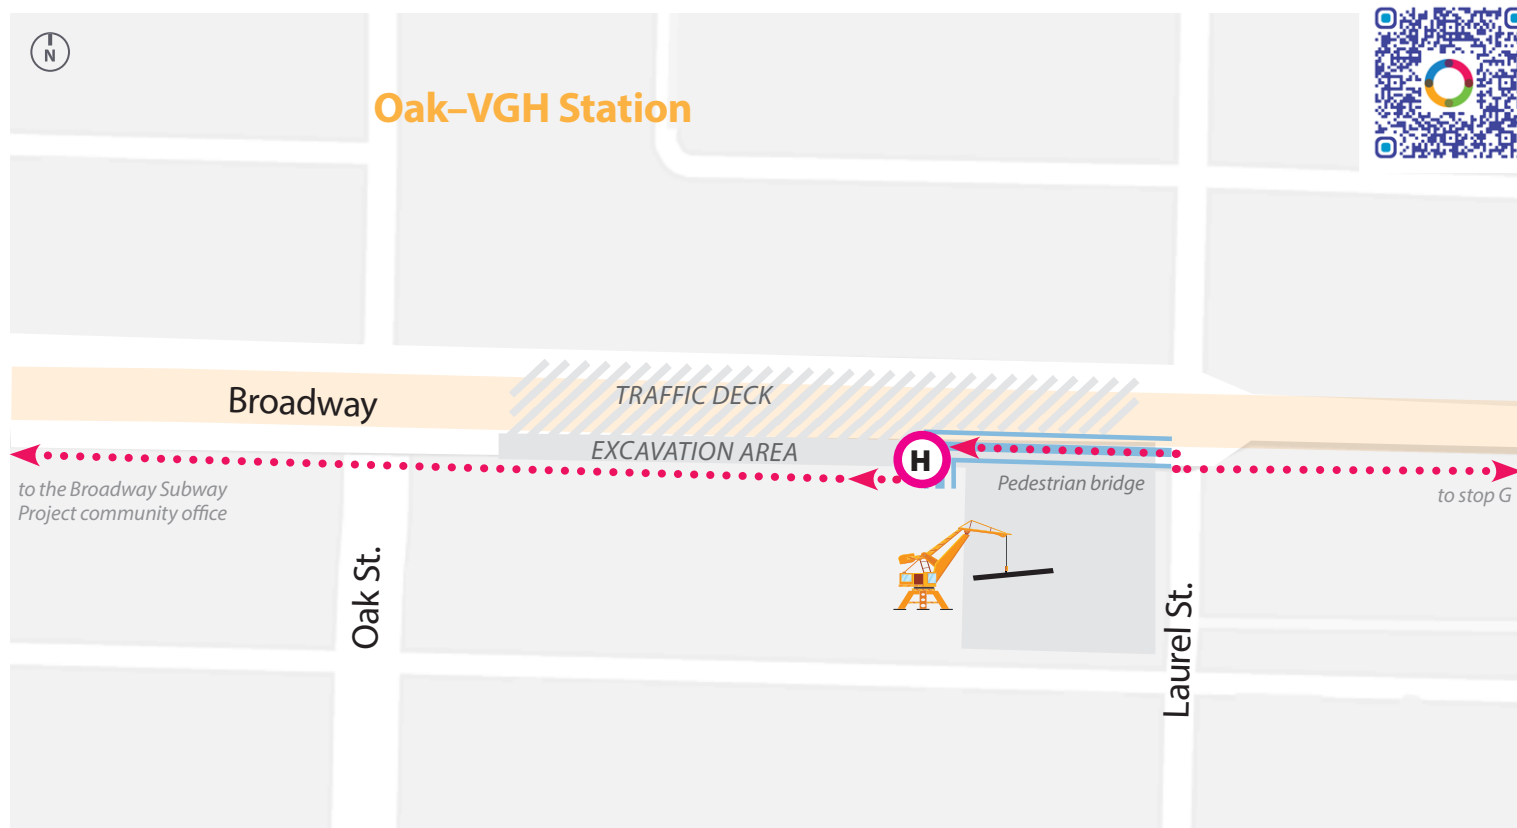 N
Oak–VGH Station
TRAFFIC DECK
Broadway
EXCAVATION AREA
H
to the Broadway Subway
Project community office
Pedestrian bridge
to stop G
Oak St.
Laurel St.